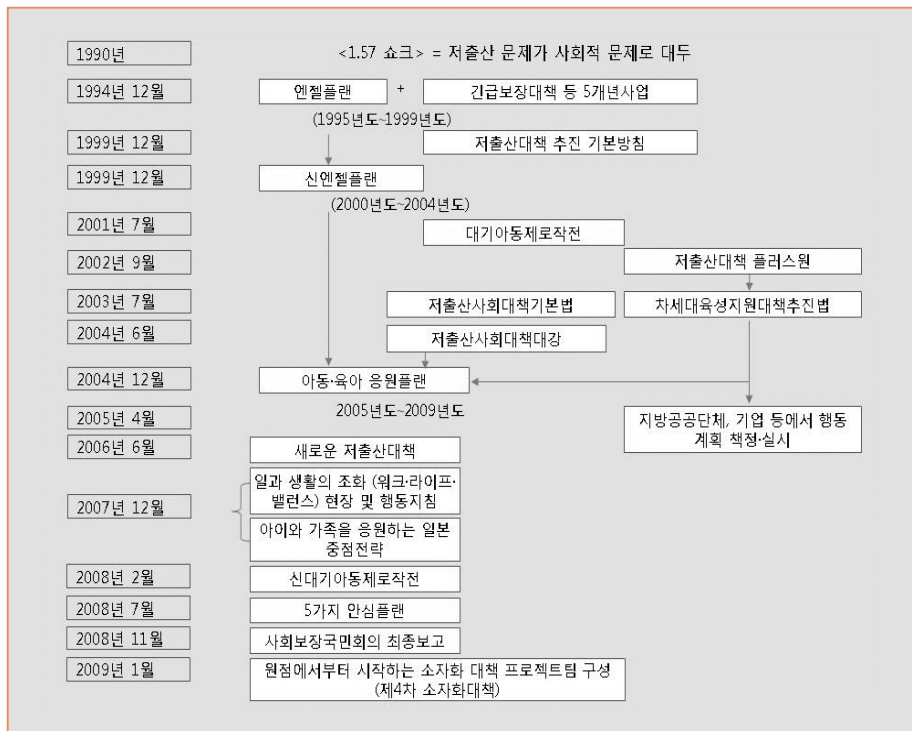 1990년
<1.57 쇼크> = 저출산 문제가 사회적 문제로 대두
1994년 12월
엔젤플랜
+
긴급보장대책 등 5개년사업
(1995년도~1999년도)
1999년 12월
저출산대책 추진 기본방침
1999년 12월
신엔젤플랜
(2000년도~2004년도)
2001년 7월
대기아동제로작전
2002년 9월
저출산대책 플러스원
2003년 7월
저출산사회대책기본법
차세대육성지원대책추진법
2004년 6월
저출산사회대책대강
2004년 12월
아동·육아 응원플랜
2005년도~2009년도
2005년 4월
지방공공단체, 기업 등에서 행동
계획 책정·실시
2006년 6월
새로운 저출산대책
2007년 12월
일과 생활의 조화 (워크·라이프·
밸런스) 현장 및 행동지침
아이와 가족을 응원하는 일본
중점전략
2008년 2월
신대기아동제로작전
2008년 7월
5가지 안심플랜
2008년 11월
사회보장국민회의 최종보고
2009년 1월
원점에서부터 시작하는 소자화 대책 프로젝트팀 구성
(제4차 소자화대책)